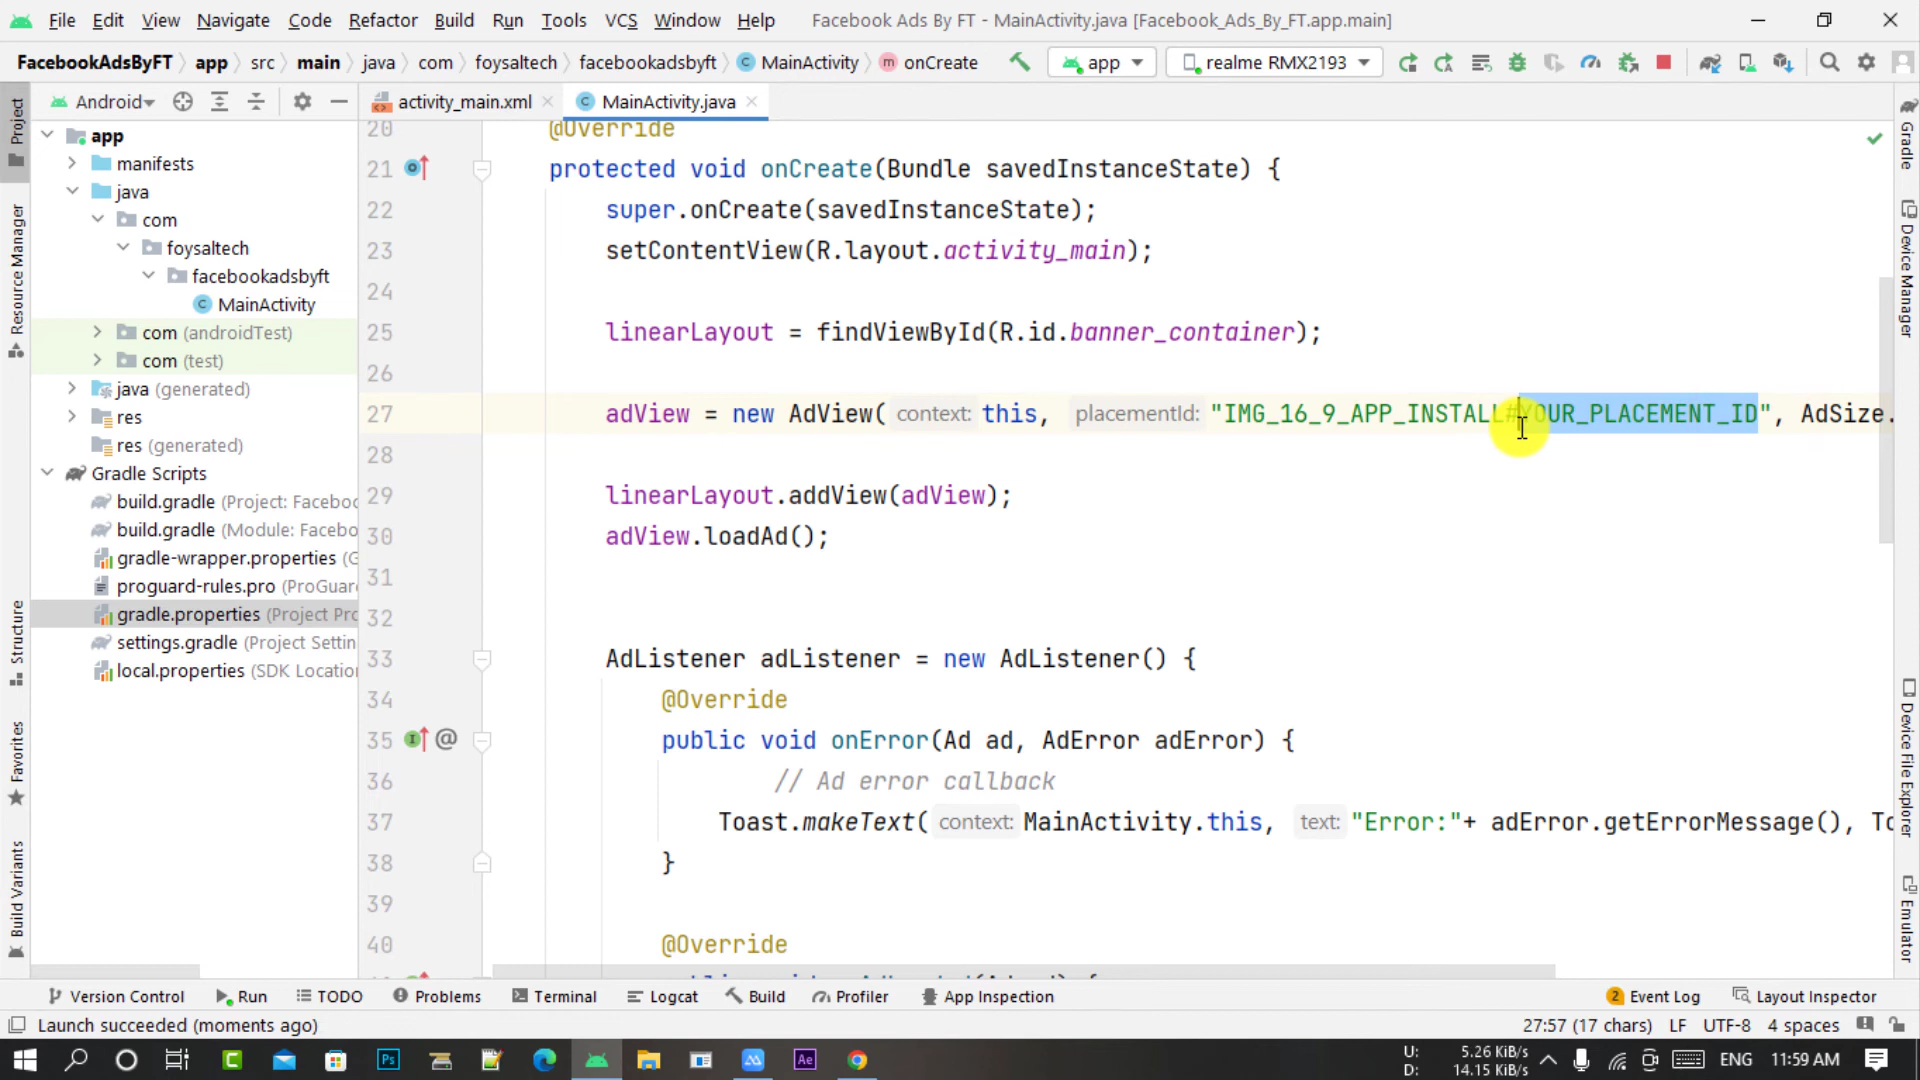 File Edit View Navigate Code Refactor Build Run Tools VCS Window Help Facebook Ads By FT - MainActivity.java [Facebook_Ads_By_FT.app.main]
FacebookAdsByFT app src main java com foysaltech facebookadsbyft MainActivity onCreate app realme RMX2193
Android
activity_main.xml MainActivity.java
app
manifests
java
com
foysaltech
facebookadsbyft
MainActivity
com (androidTest)
com (test)
java (generated)
res
res (generated)
Gradle Scripts
build.gradle (Project: Facebo
build.gradle (Module: Facebo
gradle-wrapper.properties (G
proguard-rules.pro (ProGuar
gradle.properties (Project Pro
settings.gradle (Project Settin
local.properties (SDK Location
20 @Override
21 protected void onCreate(Bundle savedInstanceState) {
22 super.onCreate(savedInstanceState);
23 setContentView(R.layout.activity_main);
24
25 linearLayout = findViewById(R.id.banner_container);
26
27 adView = new AdView( context: this, placementId: "IMG_16_9_APP_INSTALL#YOUR_PLACEMENT_ID", AdSize.
28
29 linearLayout.addView(adView);
30 adView.loadAd();
31
32
33 AdListener adListener = new AdListener() {
34 @Override
35 @ public void onError(Ad ad, AdError adError) {
36 // Ad error callback
37 Toast.makeText( context: MainActivity.this, text: "Error:"+ adError.getErrorMessage(), To
38 }
39
40 @Override
Project
Resource Manager
Structure
Favorites
Build Variants
Gradle
Device Manager
Device File Explorer
Emulator
Version Control Run TODO Problems Terminal Logcat Build Profiler App Inspection 2 Event Log Layout Inspector
Launch succeeded (moments ago) 27:57 (17 chars) LF UTF-8 4 spaces
U: 5.26 KiB/s
D: 14.15 KiB/s
ENG 11:59 AM